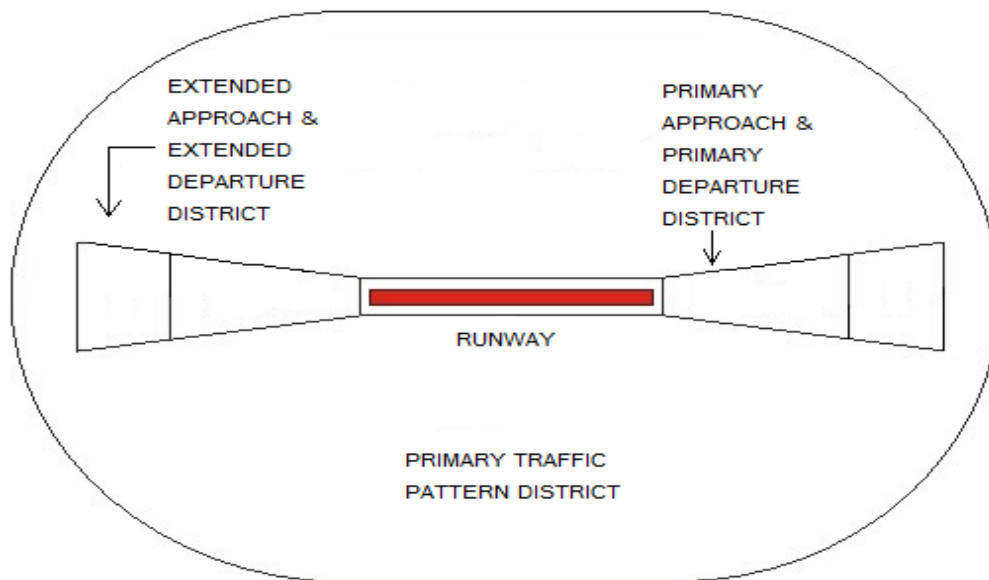 EXTENDED
APPROACH &
EXTENDED
DEPARTURE
DISTRICT
PRIMARY
APPROACH &
PRIMARY
DEPARTURE
DISTRICT
RUNWAY
PRIMARY TRAFFIC
PATTERN DISTRICT